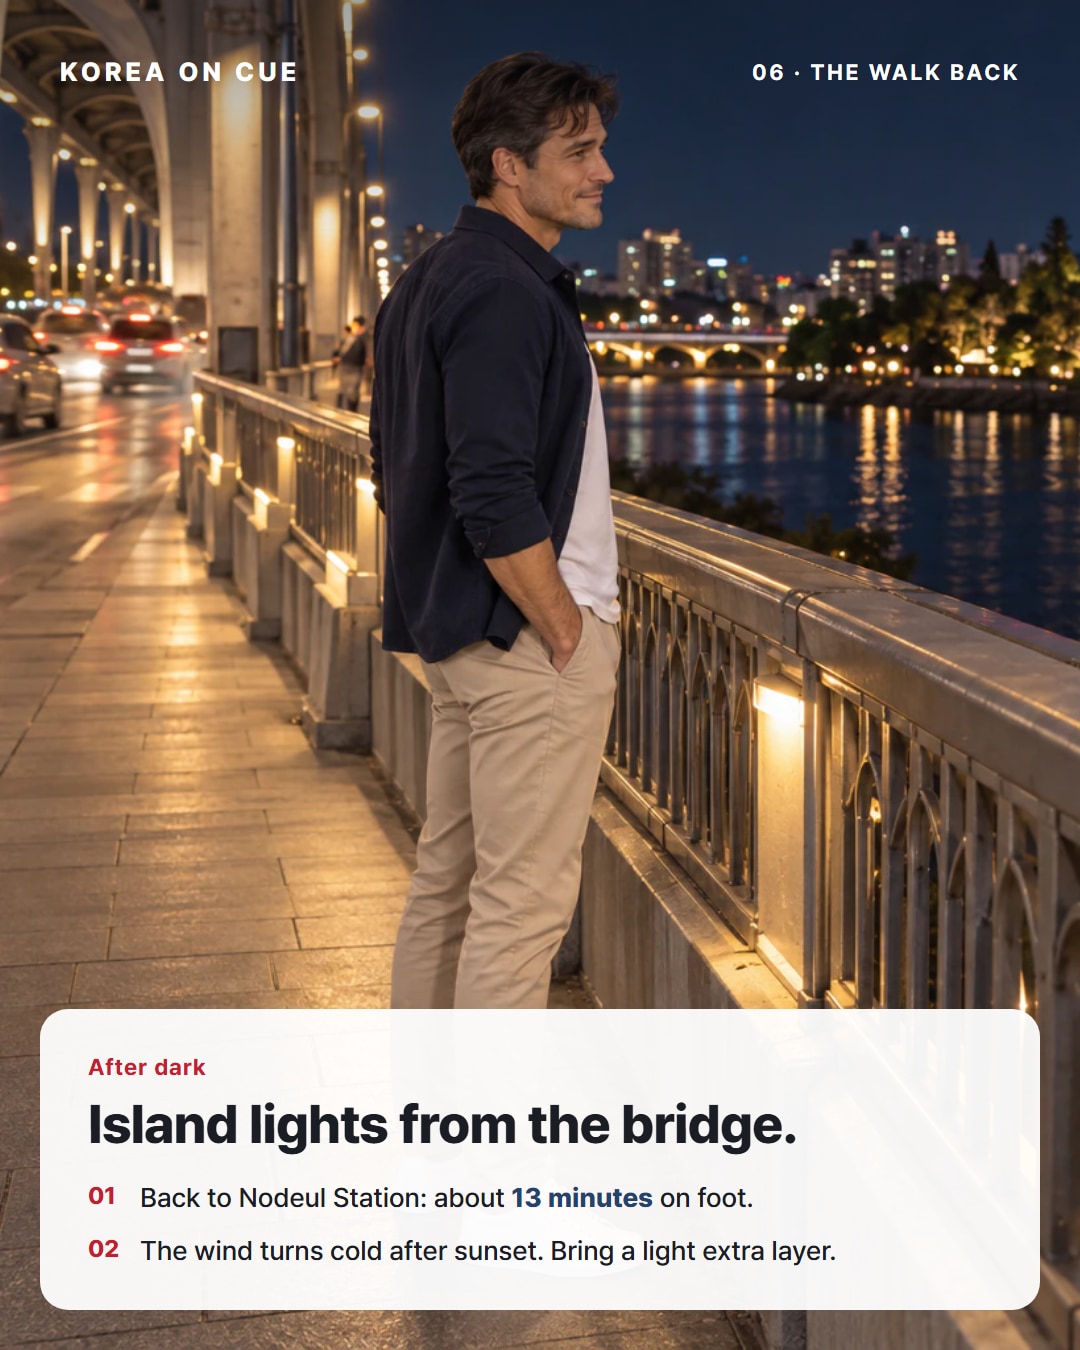 KOREA ON CUE
06 · THE WALK BACK
After dark
Island lights from the bridge.
01 Back to Nodeul Station: about 13 minutes on foot.
02 The wind turns cold after sunset. Bring a light extra layer.